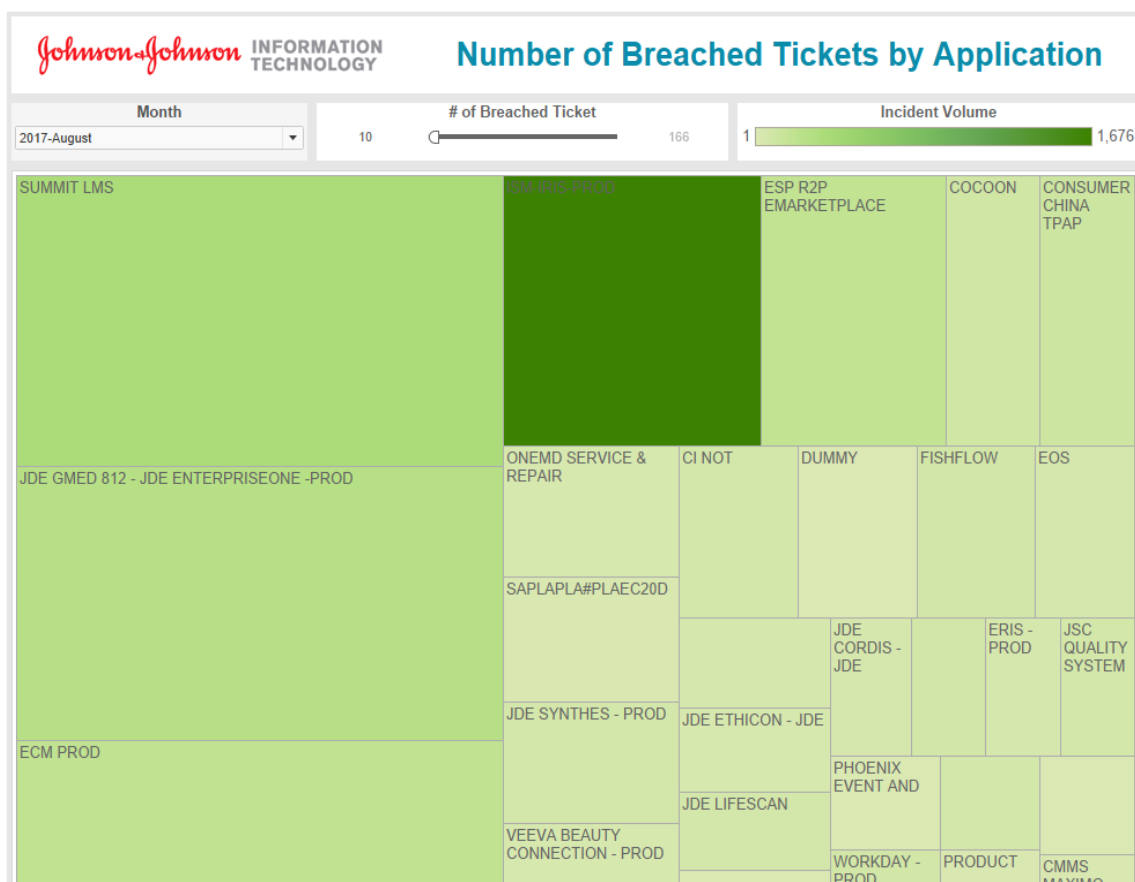 Johnson & Johnson INFORMATION
TECHNOLOGY
Number of Breached Tickets by Application
Month
2017-August
# of Breached Ticket
10
166
Incident Volume
1
1,676
SUMMIT LMS
ESP R2P
EMARKETPLACE
COCOON
CONSUMER
CHINA
TPAP
JDE GMED 812 - JDE ENTERPRISEONE -PROD
ONEMD SERVICE &
REPAIR
CI NOT
DUMMY
FISHFLOW
EOS
SAPLAPLA#PLAEC20D
JDE
CORDIS -
JDE
ERIS -
PROD
JSC
QUALITY
SYSTEM
JDE SYNTHES - PROD
JDE ETHICON - JDE
ECM PROD
PHOENIX
EVENT AND
JDE LIFESCAN
VEEVA BEAUTY
CONNECTION - PROD
WORKDAY -
PROD
PRODUCT
CMMS
MAXIMO